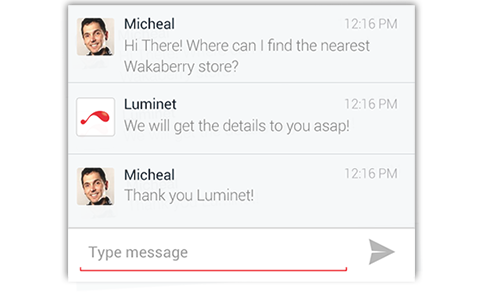 Micheal 12:16 PM
Hi There! Where can I find the nearest
Wakaberry store?
Luminet 12:16 PM
We will get the details to you asap!
Micheal 12:16 PM
Thank you Luminet!
Type message